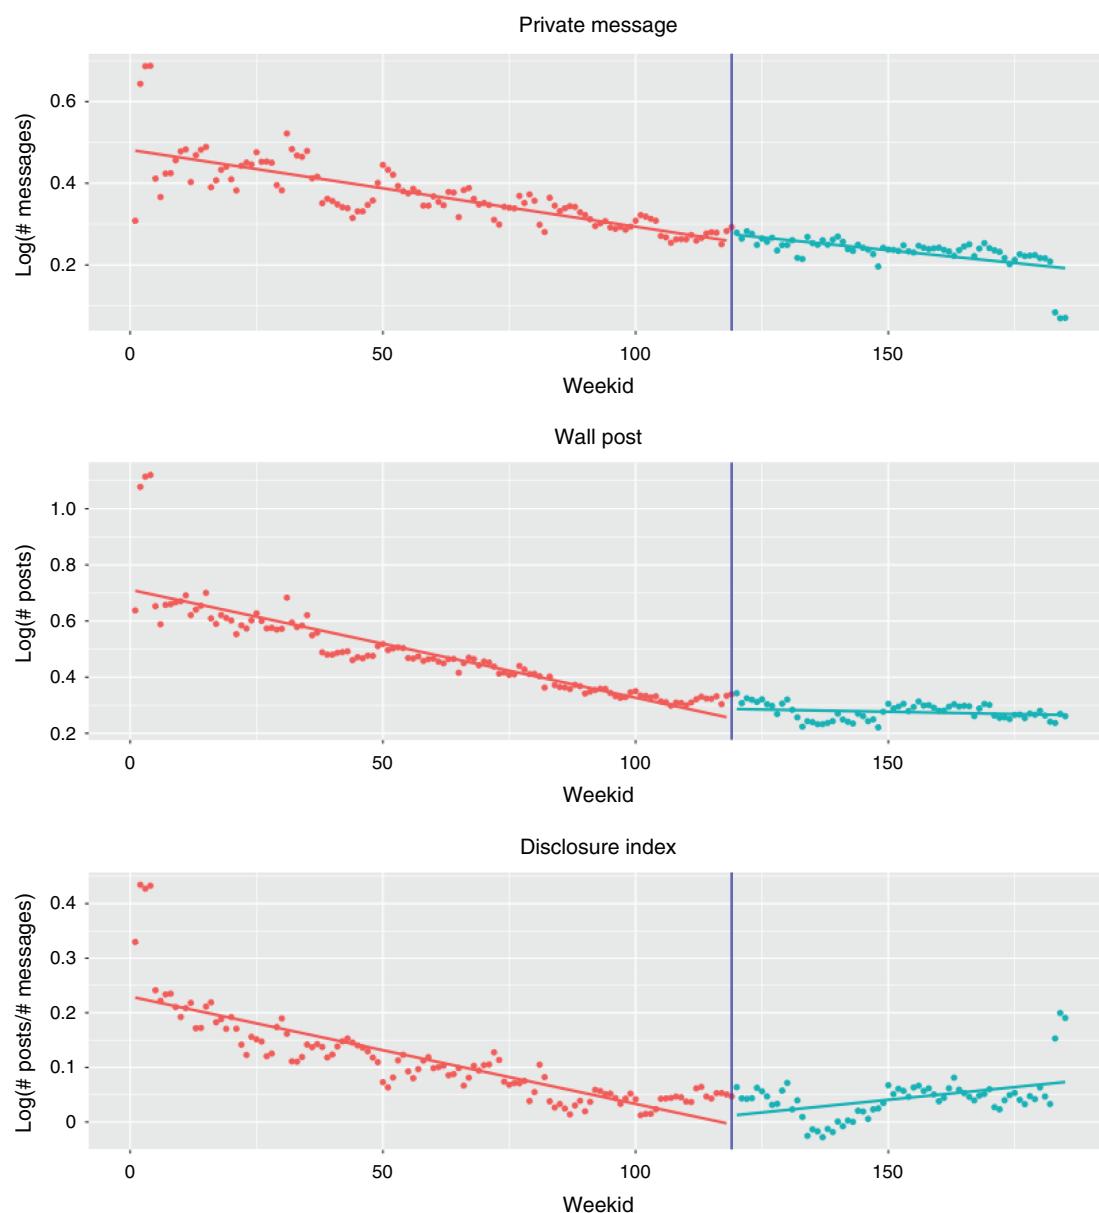 Private message
Log(# messages)
0.6
0.4
0.2
0 50 100 150
Weekid
Wall post
Log(# posts)
1.0
0.8
0.6
0.4
0.2
0 50 100 150
Weekid
Disclosure index
Log(# posts/# messages)
0.4
0.3
0.2
0.1
0
0 50 100 150
Weekid